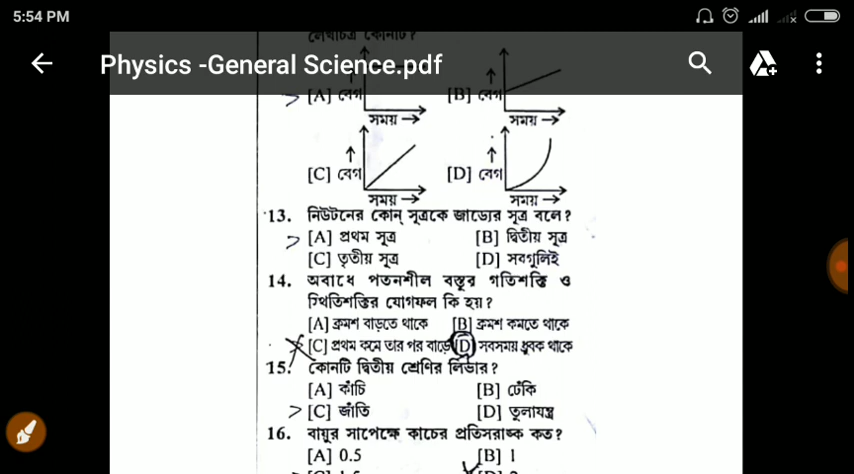 5:54 PM
লেখচিত্র কোনটি?
Physics -General Science.pdf
[A] বেগ [B] বেগ
সময় → সময় →
[C] বেগ [D] বেগ
সময় → সময় →
13. নিউটনের কোন্ সূত্রকে জাড্যের সূত্র বলে?
[A] প্রথম সূত্র [B] দ্বিতীয় সূত্র
[C] তৃতীয় সূত্র [D] সবগুলিই
14. অবাধে পতনশীল বস্তুর গতিশক্তি ও
স্থিতিশক্তির যোগফল কি হয়?
[A] ক্রমশ বাড়তে থাকে [B] ক্রমশ কমতে থাকে
[C] প্রথম কমে তার পর বাড়ে [D] সবসময় ধ্রুবক থাকে
15. কোনটি দ্বিতীয় শ্রেণির লিভার?
[A] কাঁচি [B] ঢেঁকি
[C] জাঁতি [D] তুলাযন্ত্র
16. বায়ুর সাপেক্ষে কাচের প্রতিসরাঙ্ক কত?
[A] 0.5 [B] 1